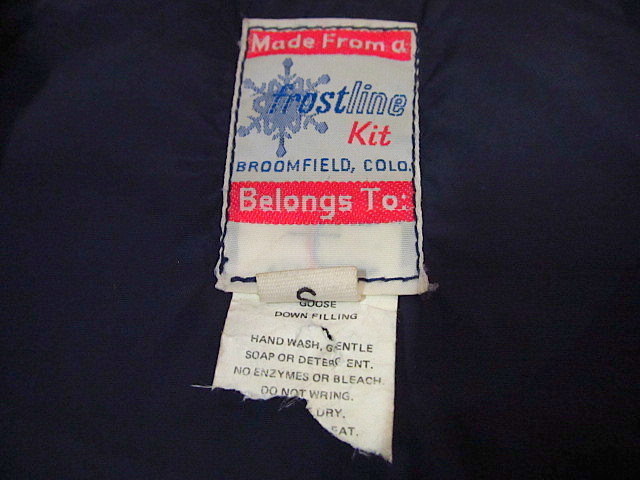 Made From a
frostline
Kit
BROOMFIELD, COLO.
Belongs To:
S
GOOSE
DOWN FILLING
HAND WASH, GENTLE
SOAP OR DETERGENT.
NO ENZYMES OR BLEACH.
DO NOT WRING.
DRY.